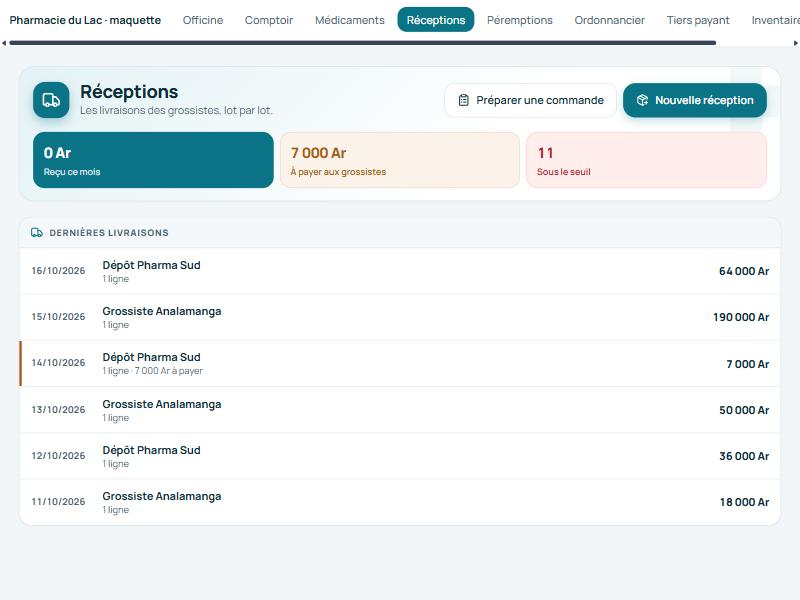 Pharmacie du Lac · maquette Officine Comptoir Médicaments Réceptions Péremptions Ordonnancier Tiers payant Inventaire
Réceptions
Les livraisons des grossistes, lot par lot.
Préparer une commande
Nouvelle réception
0 Ar
Reçu ce mois
7 000 Ar
À payer aux grossistes
11
Sous le seuil
DERNIÈRES LIVRAISONS
16/10/2026 Dépôt Pharma Sud 64 000 Ar
1 ligne
15/10/2026 Grossiste Analamanga 190 000 Ar
1 ligne
14/10/2026 Dépôt Pharma Sud 7 000 Ar
1 ligne · 7 000 Ar à payer
13/10/2026 Grossiste Analamanga 50 000 Ar
1 ligne
12/10/2026 Dépôt Pharma Sud 36 000 Ar
1 ligne
11/10/2026 Grossiste Analamanga 18 000 Ar
1 ligne